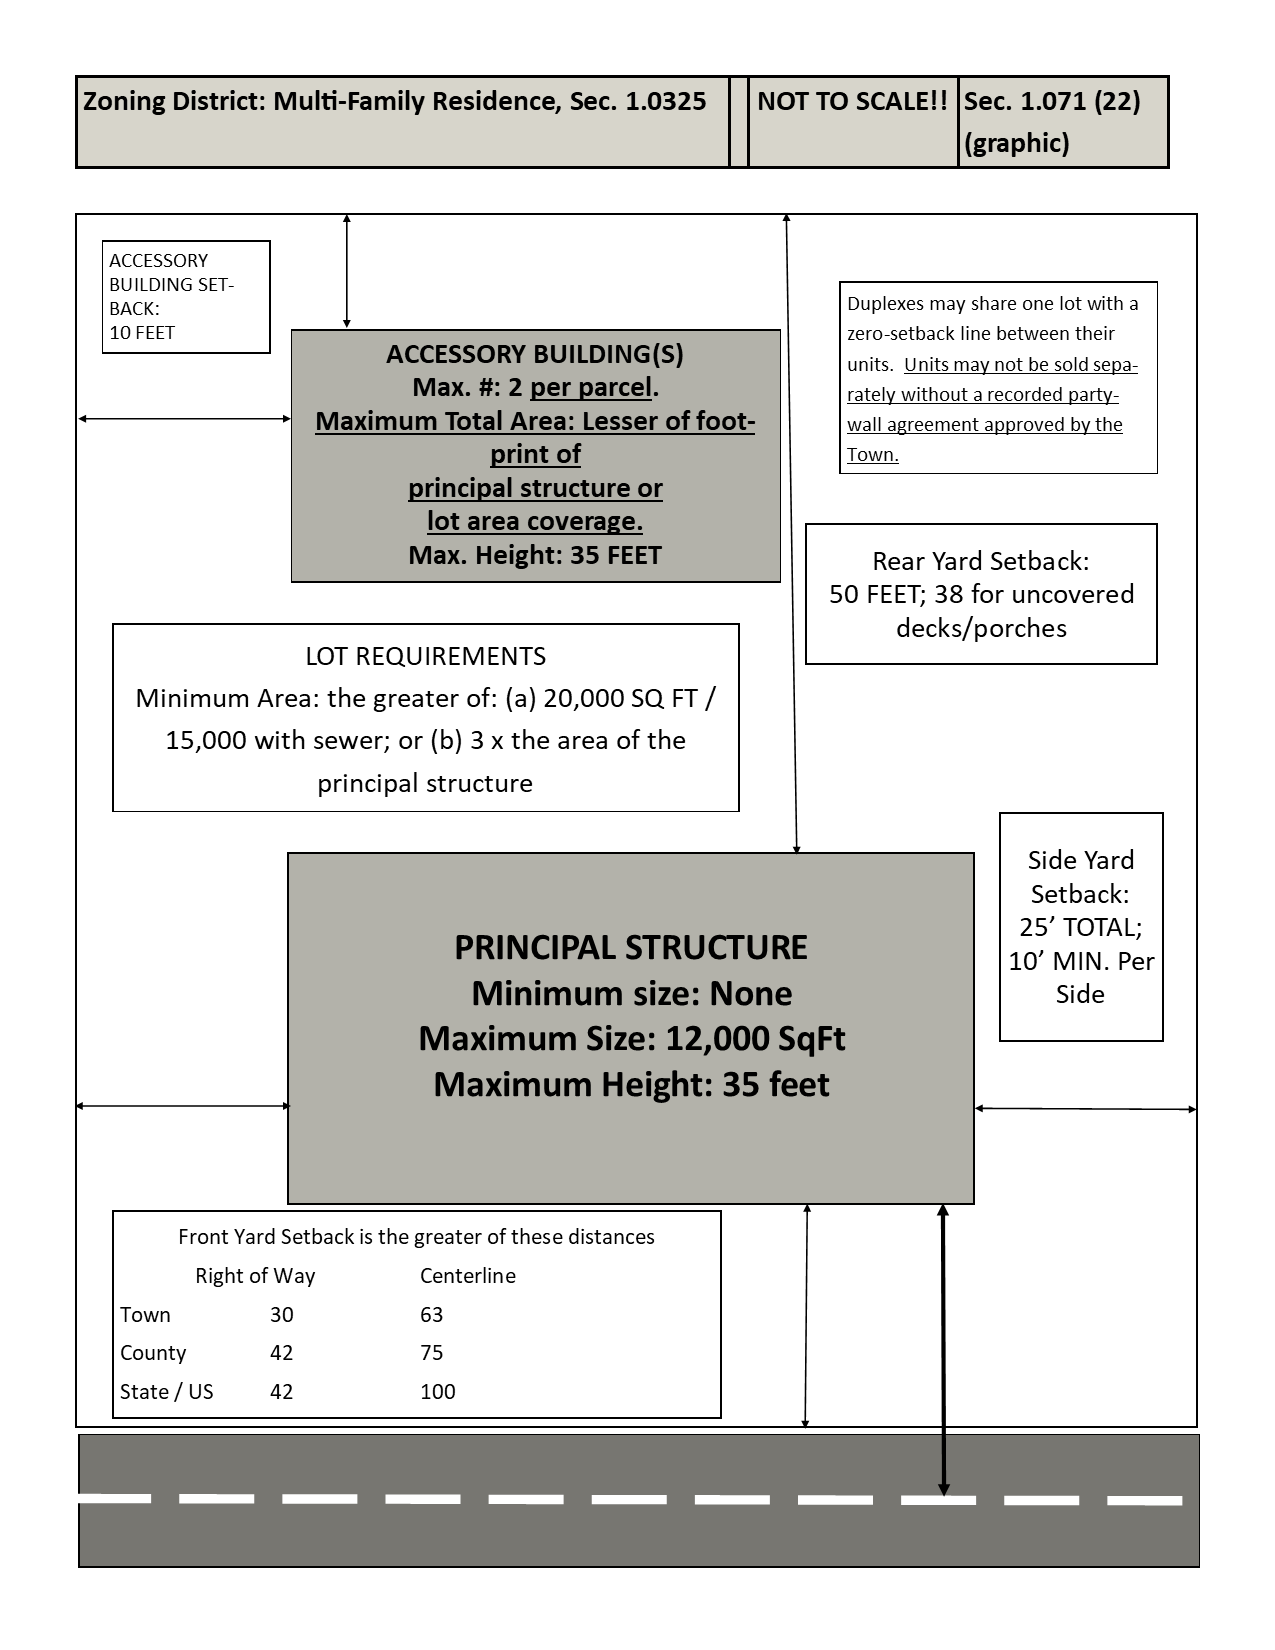 Zoning District: Multi-Family Residence, Sec. 1.0325
NOT TO SCALE!!
Sec. 1.071 (22)
(graphic)
ACCESSORY
BUILDING SET-
BACK:
10 FEET
ACCESSORY BUILDING(S)
Max. #: 2 per parcel.
Maximum Total Area: Lesser of foot-
print of
principal structure or
lot area coverage.
Max. Height: 35 FEET
Duplexes may share one lot with a
zero-setback line between their
units.  Units may not be sold sepa-
rately without a recorded party-
wall agreement approved by the
Town.
Rear Yard Setback:
50 FEET; 38 for uncovered
decks/porches
LOT REQUIREMENTS
Minimum Area: the greater of: (a) 20,000 SQ FT /
15,000 with sewer; or (b) 3 x the area of the
principal structure
Side Yard
Setback:
25’ TOTAL;
10’ MIN. Per
Side
PRINCIPAL STRUCTURE
Minimum size: None
Maximum Size: 12,000 SqFt
Maximum Height: 35 feet
Front Yard Setback is the greater of these distances
Right of Way Centerline
Town 30 63
County 42 75
State / US 42 100